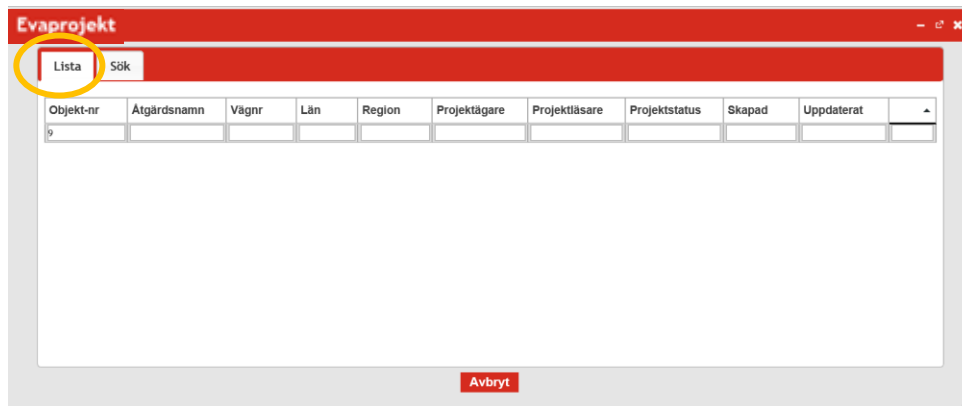 Evaprojekt
Lista Sök
Objekt-nr Åtgärdsnamn Vägnr Län Region Projektägare Projektläsare Projektstatus Skapad Uppdaterat
9
Avbryt